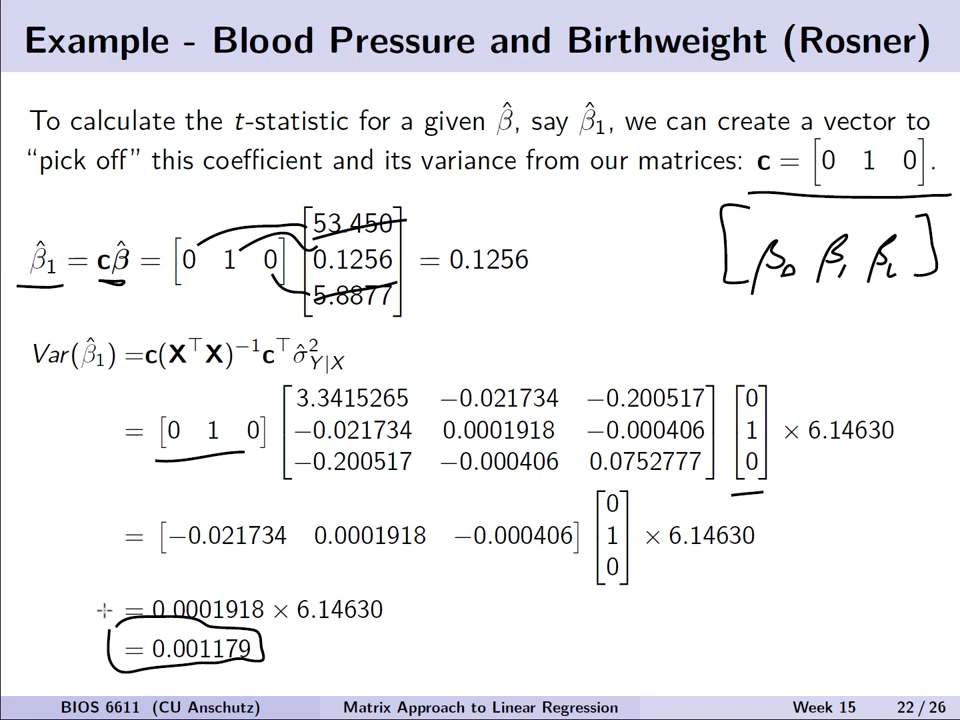 Example - Blood Pressure and Birthweight (Rosner)
To calculate the t-statistic for a given β̂, say β̂₁, we can create a vector to
“pick off” this coefficient and its variance from our matrices: c = [0 1 0].
[β₀ β₁ β₂]
β̂₁ = cβ̂ = [0 1 0] [53.450 0.1256 5.8877] = 0.1256
Var(β̂₁) =c(X⊤X)⁻¹c⊤σ̂²Y|X
= [0 1 0] [3.3415265 −0.021734 −0.200517
−0.021734 0.0001918 −0.000406
−0.200517 −0.000406 0.0752777] [0 1 0] × 6.14630
= [−0.021734 0.0001918 −0.000406] [0 1 0] × 6.14630
= 0.0001918 × 6.14630
= 0.001179
BIOS 6611 (CU Anschutz) Matrix Approach to Linear Regression Week 15 22 / 26